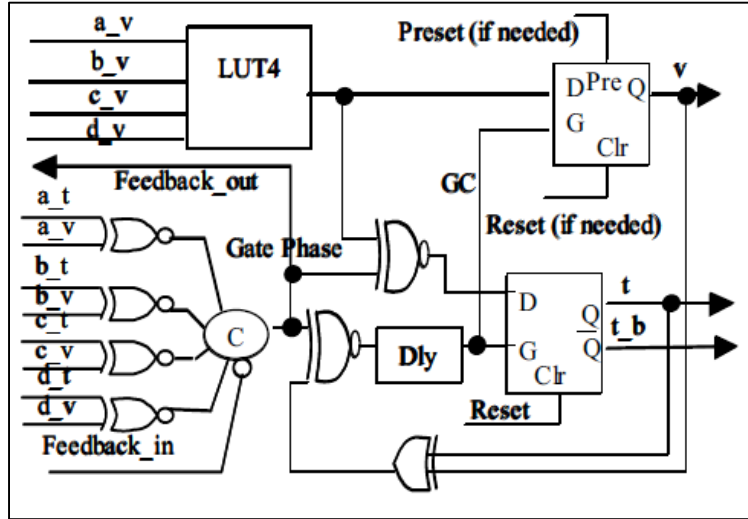 a_v
b_v
c_v
d_v
LUT4
Preset (if needed)
D Pre Q
G
Clr
v
Feedback_out
GC
Reset (if needed)
a_t
a_v
b_t
b_v
c_t
c_v
d_t
d_v
Feedback_in
C
Gate Phase
Dly
D
G
Q
Q
Clr
t
t_b
Reset